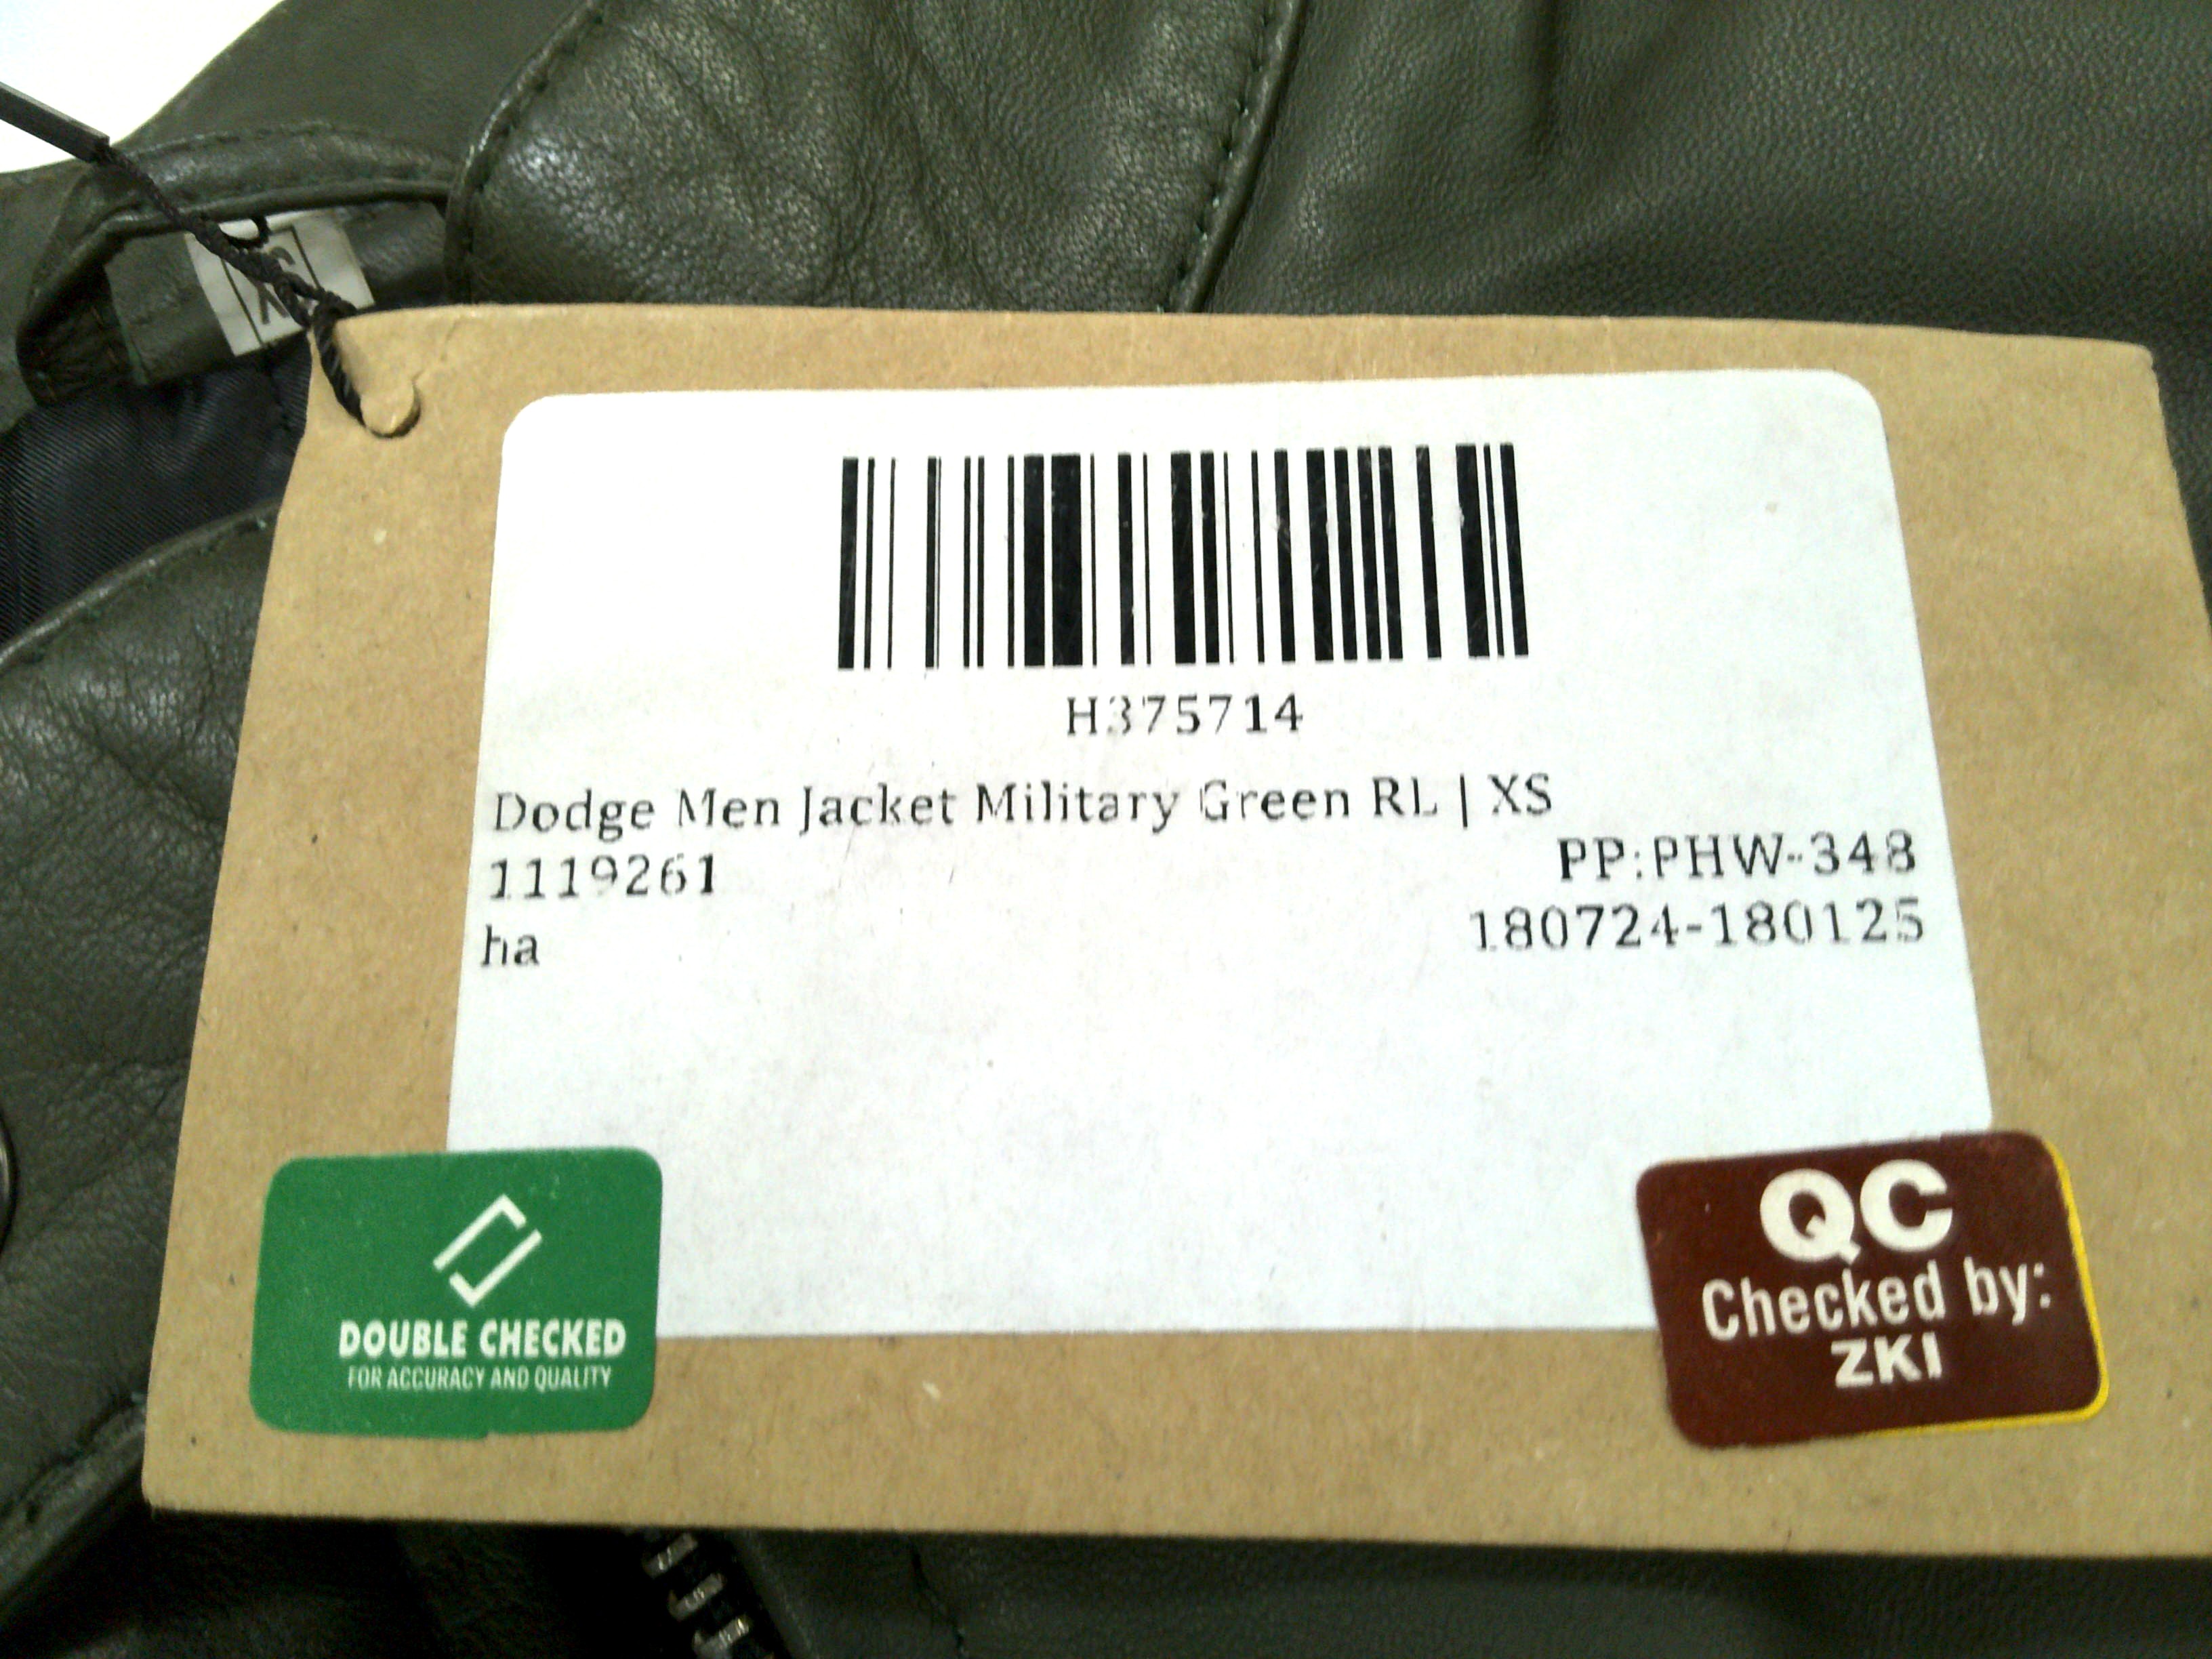 XS
H375714
Dodge Men Jacket Military Green RL | XS
1119261
PP:PHW-348
ha
180724-180125
DOUBLE CHECKED
FOR ACCURACY AND QUALITY
QC
Checked by:
ZKI